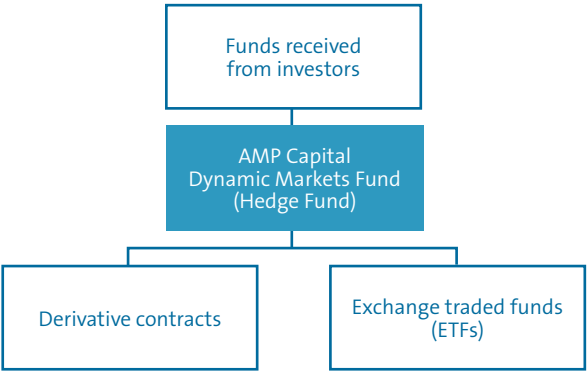 Funds received
from investors
AMP Capital
Dynamic Markets Fund
(Hedge Fund)
Derivative contracts
Exchange traded funds
(ETFs)